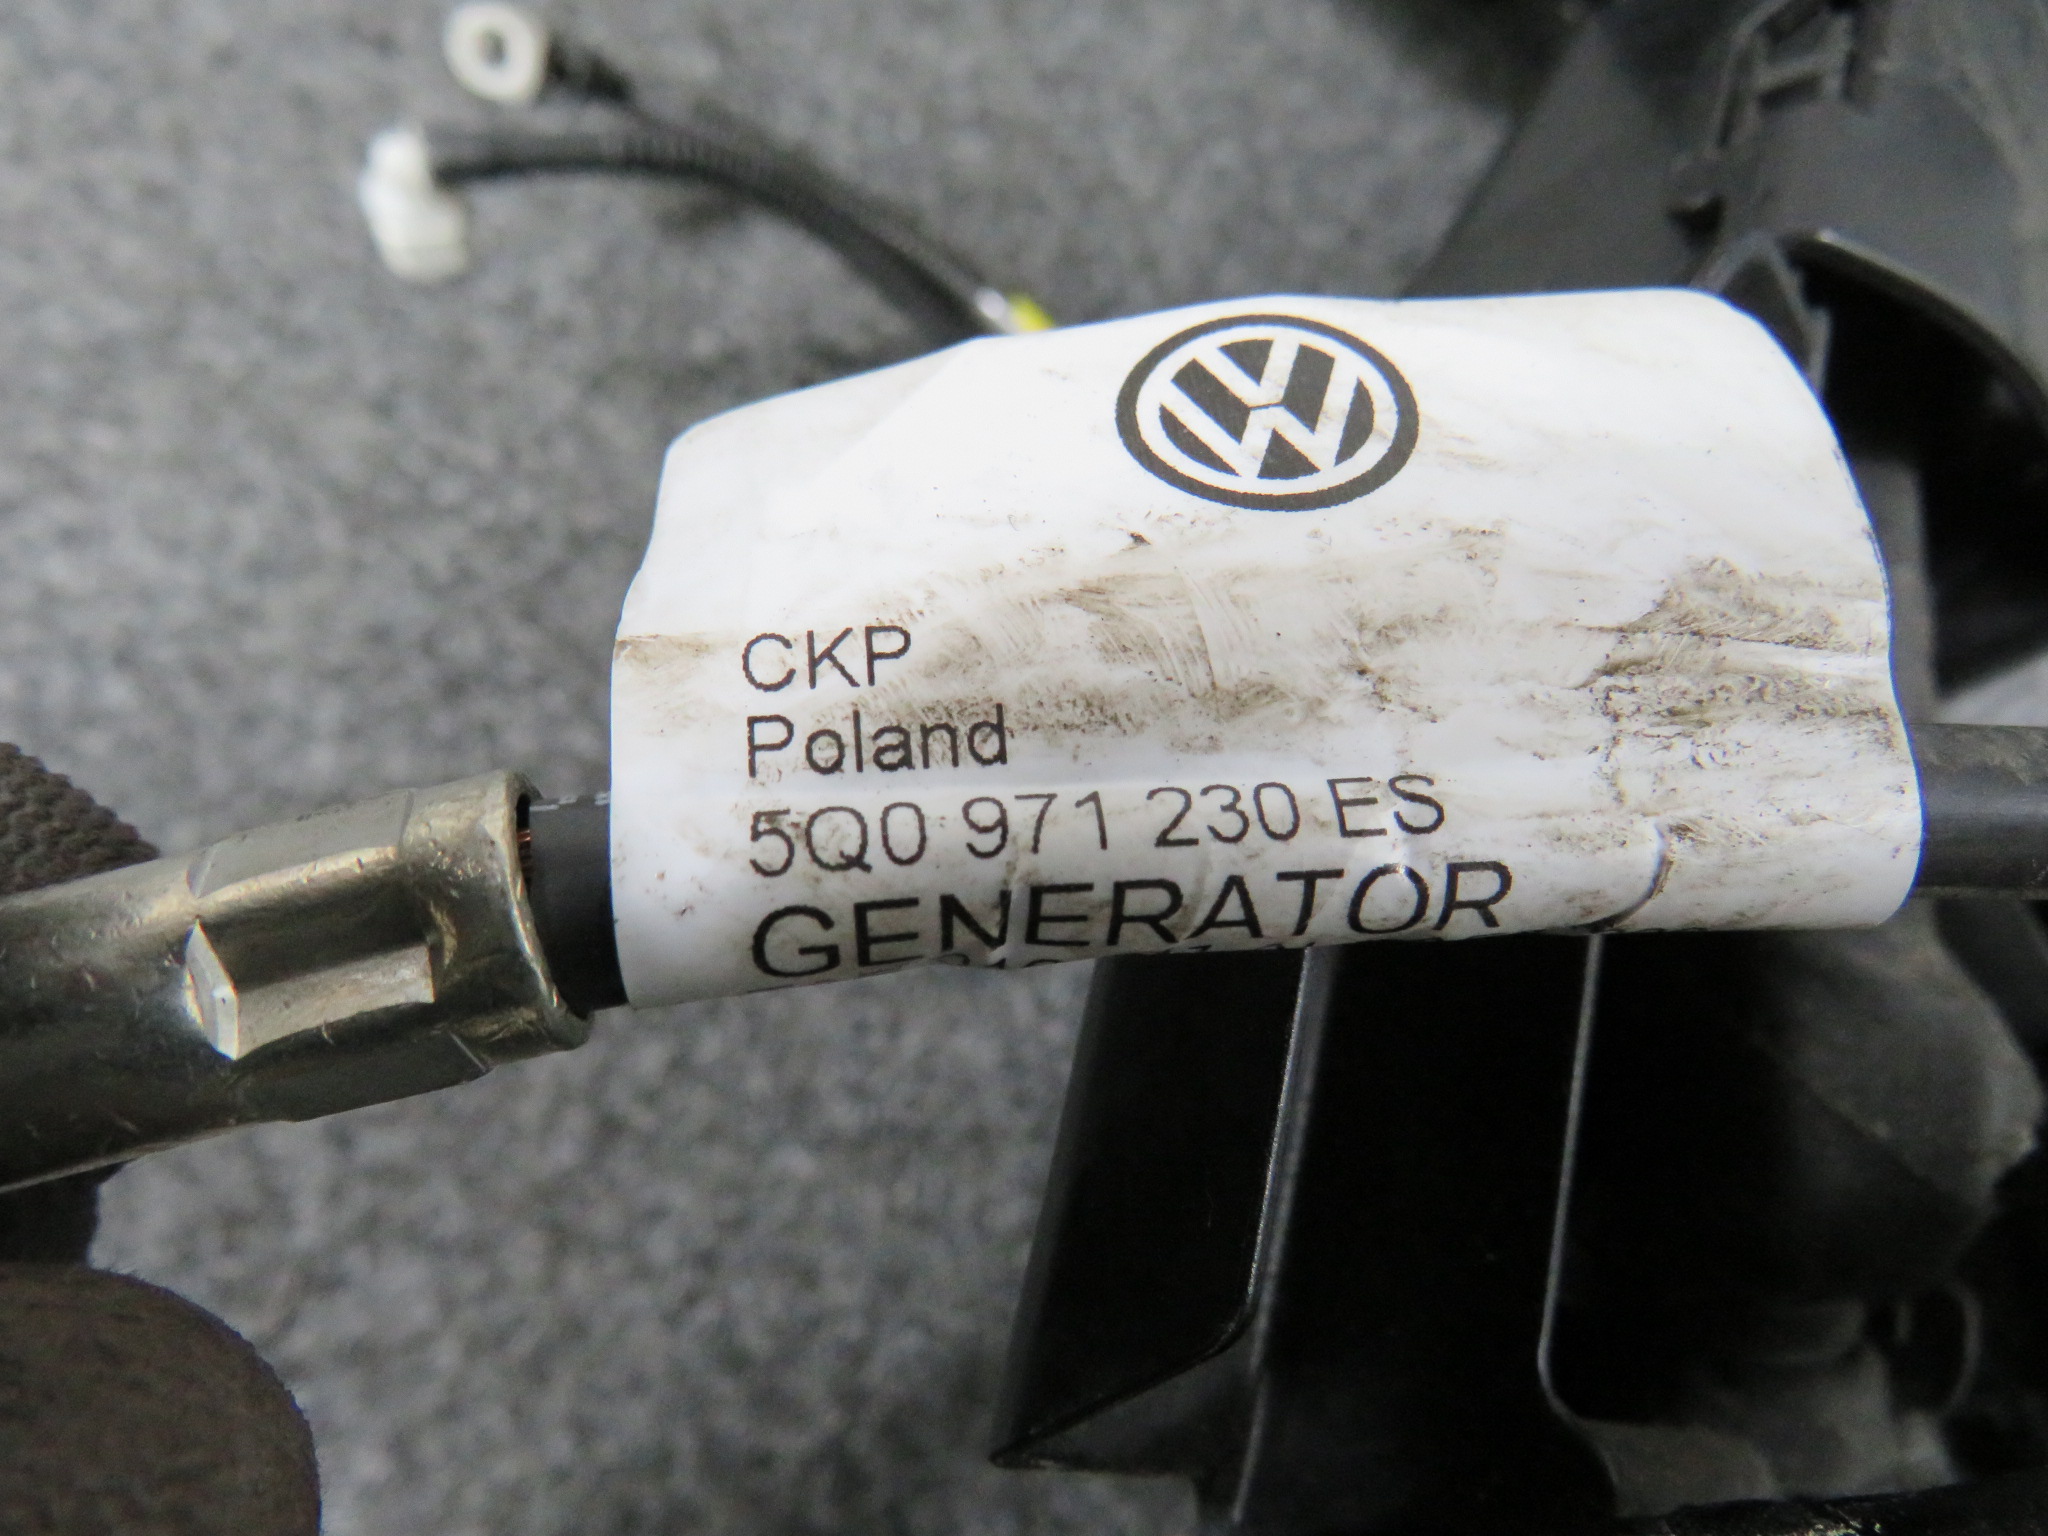 CKP
Poland
5Q0 971 230 ES
GENERATOR